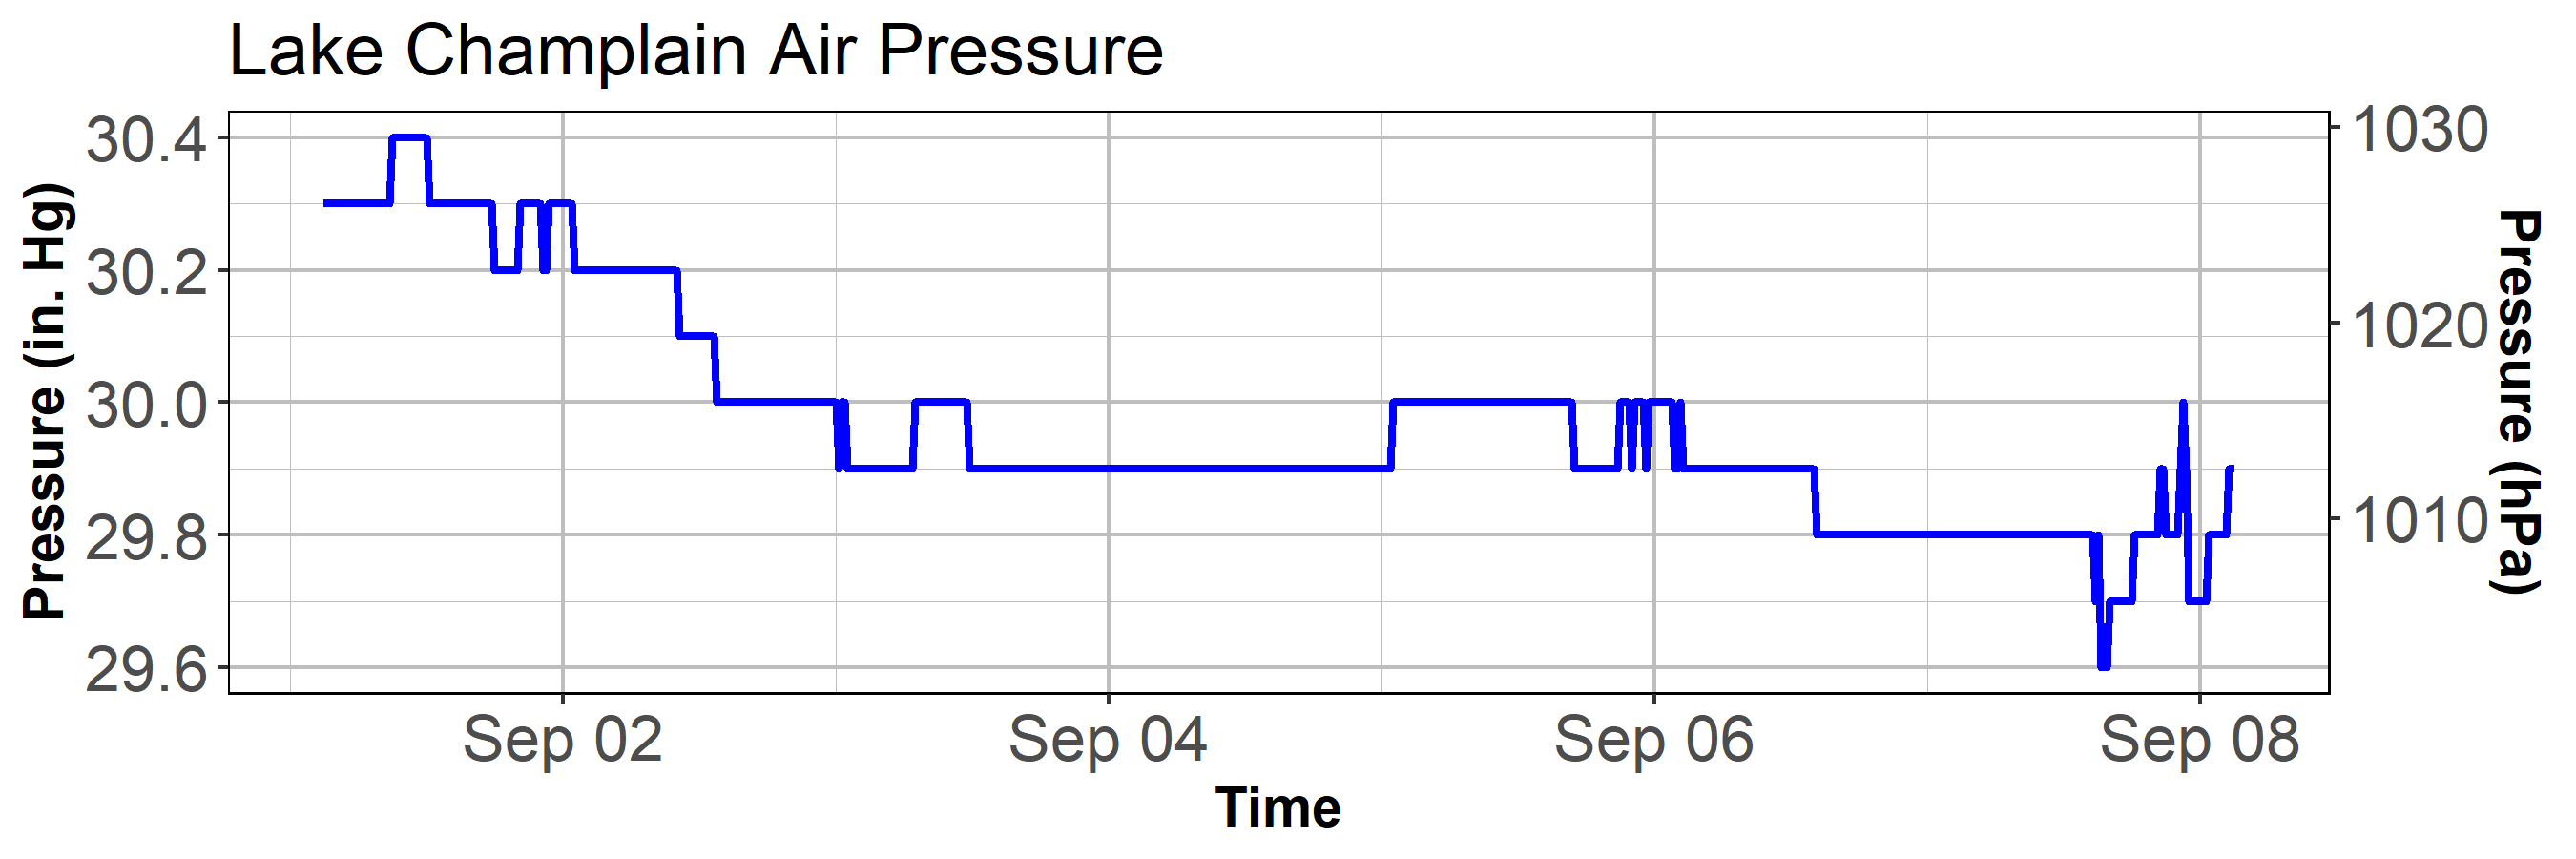 Lake Champlain Air Pressure
30.4
30.2
30.0
29.8
29.6
Pressure (in. Hg)
1030
1020
1010
Pressure (hPa)
Sep 02 Sep 04 Sep 06 Sep 08
Time